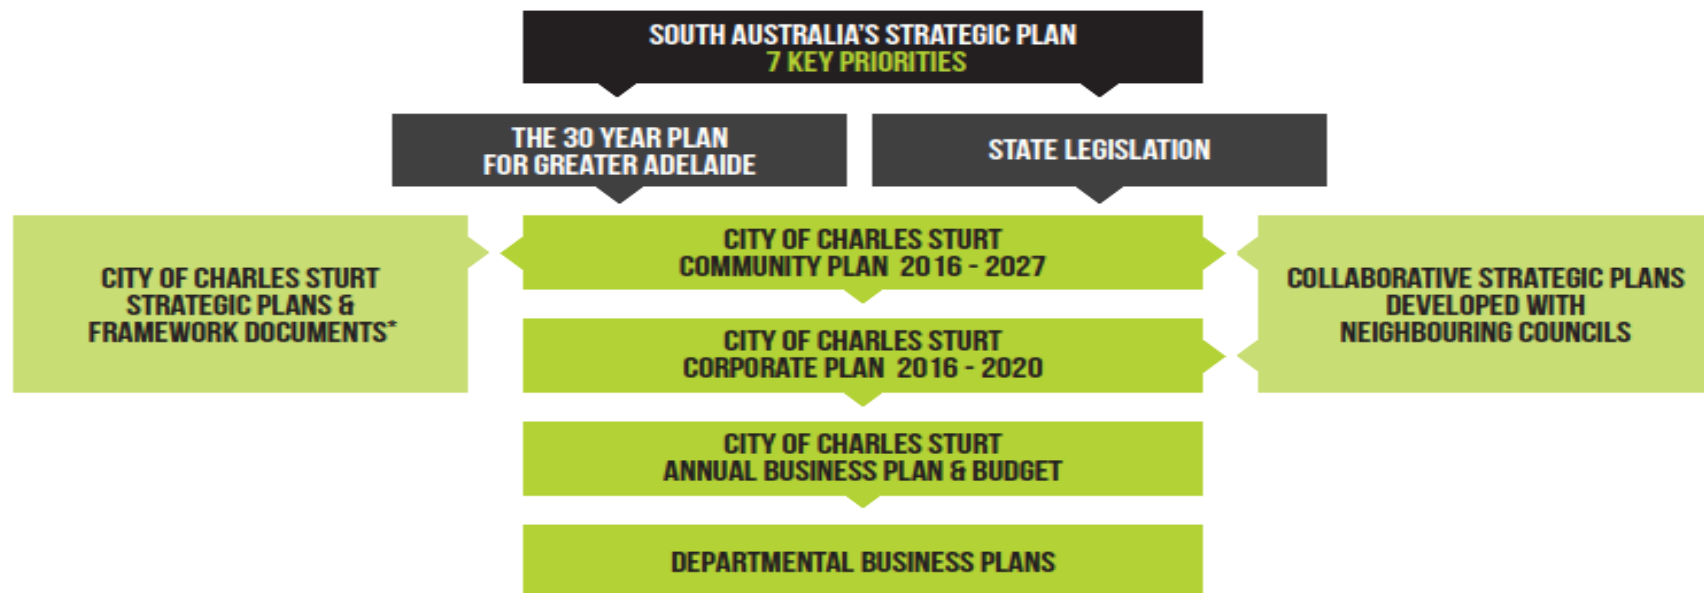 SOUTH AUSTRALIA'S STRATEGIC PLAN
7 KEY PRIORITIES
THE 30 YEAR PLAN
FOR GREATER ADELAIDE
STATE LEGISLATION
CITY OF CHARLES STURT
STRATEGIC PLANS &
FRAMEWORK DOCUMENTS*
CITY OF CHARLES STURT
COMMUNITY PLAN 2016 - 2027
COLLABORATIVE STRATEGIC PLANS
DEVELOPED WITH
NEIGHBOURING COUNCILS
CITY OF CHARLES STURT
CORPORATE PLAN 2016 - 2020
CITY OF CHARLES STURT
ANNUAL BUSINESS PLAN & BUDGET
DEPARTMENTAL BUSINESS PLANS